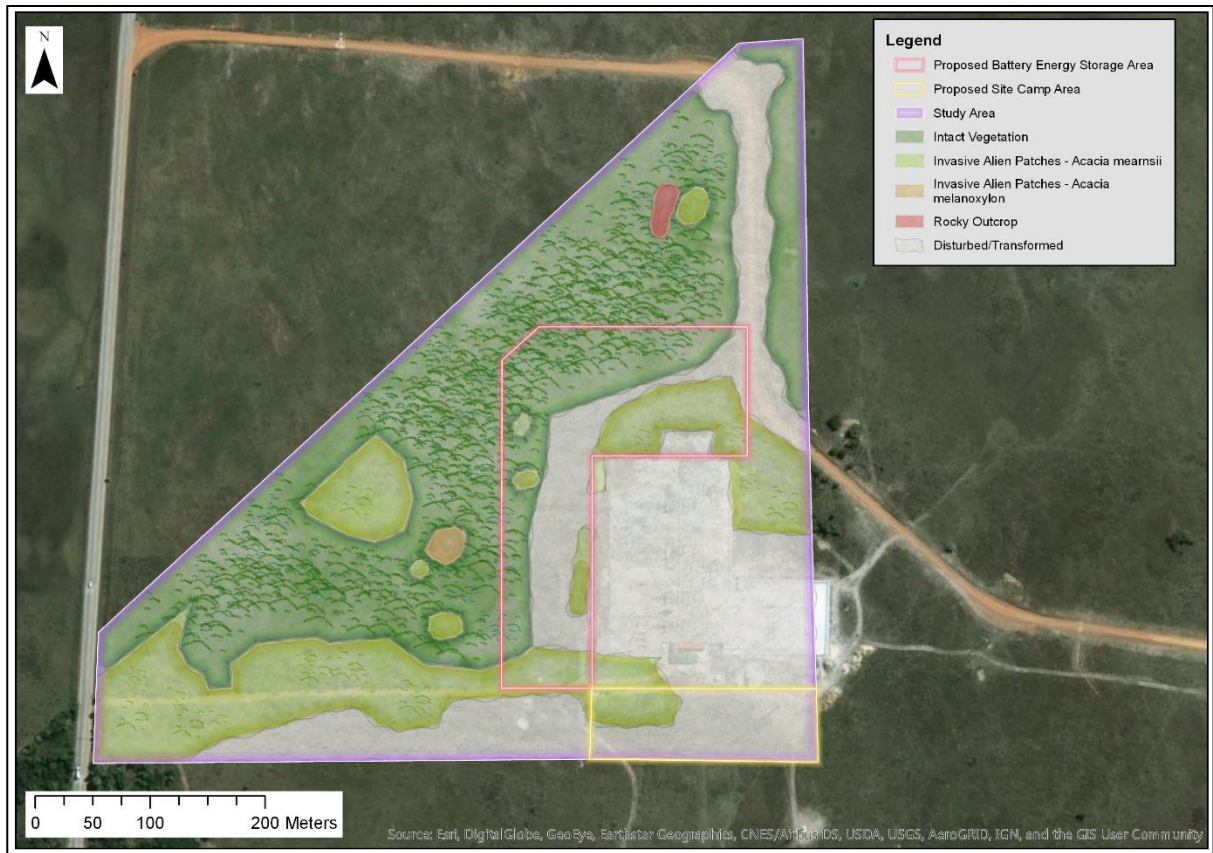 N
Legend
Proposed Battery Energy Storage Area
Proposed Site Camp Area
Study Area
Intact Vegetation
Invasive Alien Patches - Acacia mearnsii
Invasive Alien Patches - Acacia
melanoxylon
Rocky Outcrop
Disturbed/Transformed
0 50 100 200 Meters
Source: Esri, DigitalGlobe, GeoEye, Earthstar Geographics, CNES/Airbus DS, USDA, USGS, AeroGRID, IGN, and the GIS User Community